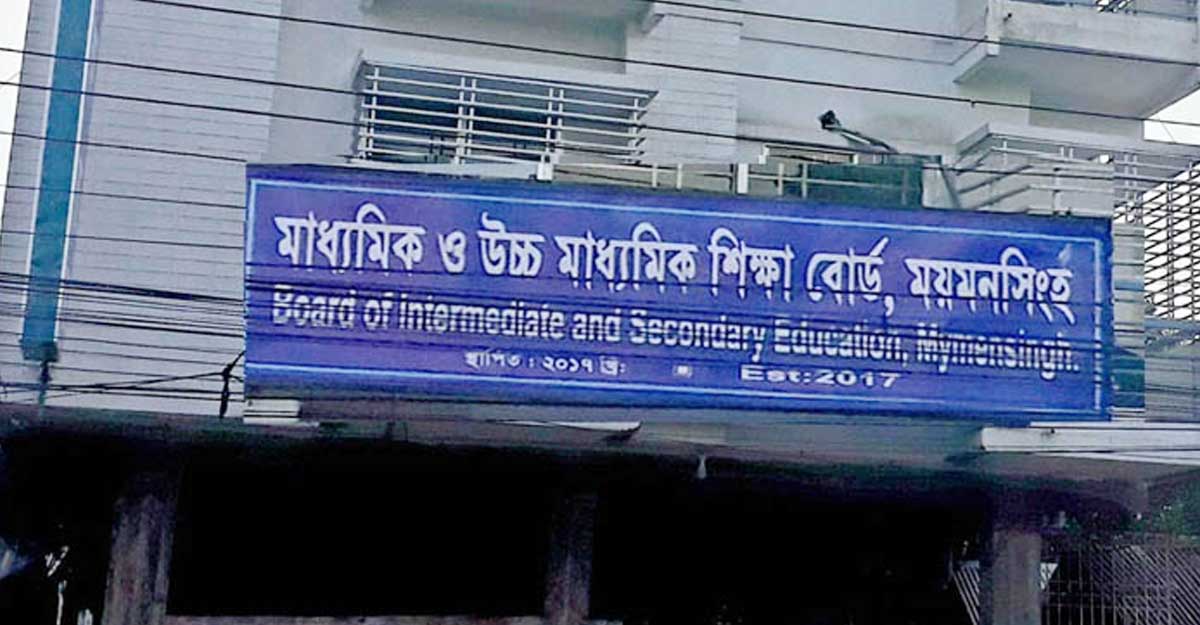 মাধ্যমিক ও উচ্চ মাধ্যমিক শিক্ষা বোর্ড, ময়মনসিংহ
Board of Intermediate and Secondary Education, Mymensingh.
স্থাপিত : ২০১৭ খ্রি: Est:2017